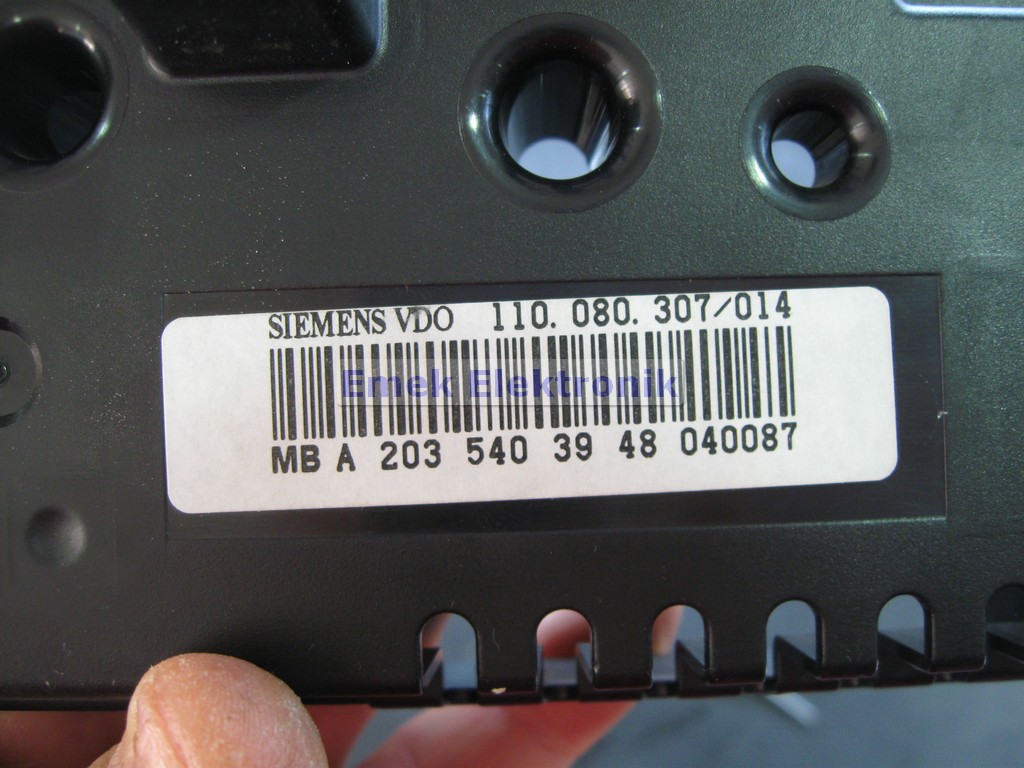 SIEMENS VDO 110. 080. 307/014
Emek Elektronik
MB A 203 540 39 48 040087